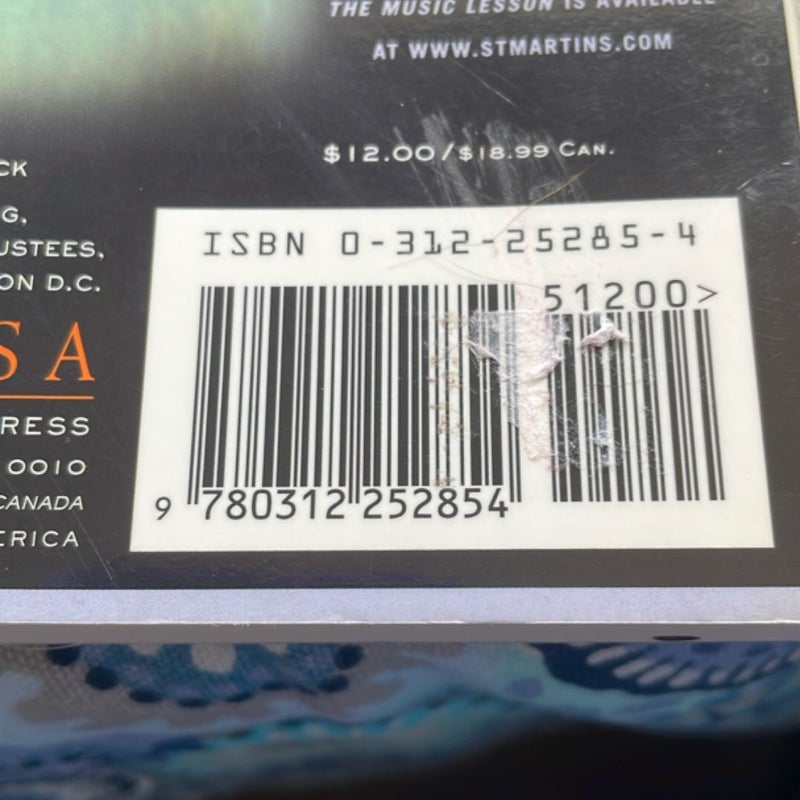 THE MUSIC LESSON IS AVAILABLE
AT WWW.STMARTINS.COM
$12.00/$18.99 CAN.
CK
G,
USTEES,
ON D.C.
SA
RESS
0010
CANADA
ERICA
ISBN 0-312-25285-4
51200>
9 780312 252854